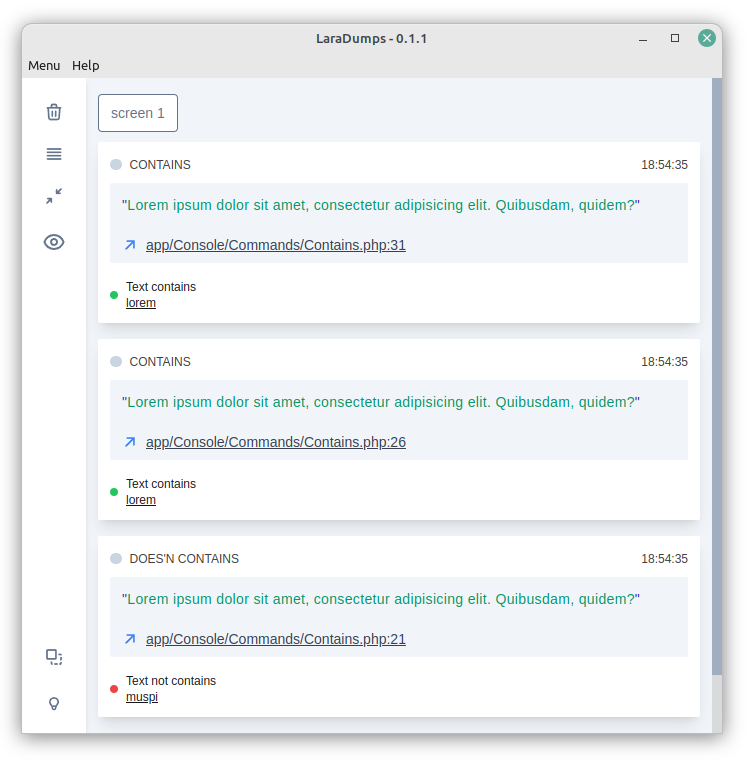 LaraDumps - 0.1.1
Menu Help
screen 1
CONTAINS 18:54:35
"Lorem ipsum dolor sit amet, consectetur adipisicing elit. Quibusdam, quidem?"
app/Console/Commands/Contains.php:31
Text contains
lorem
CONTAINS 18:54:35
"Lorem ipsum dolor sit amet, consectetur adipisicing elit. Quibusdam, quidem?"
app/Console/Commands/Contains.php:26
Text contains
lorem
DOES'N CONTAINS 18:54:35
"Lorem ipsum dolor sit amet, consectetur adipisicing elit. Quibusdam, quidem?"
app/Console/Commands/Contains.php:21
Text not contains
muspi